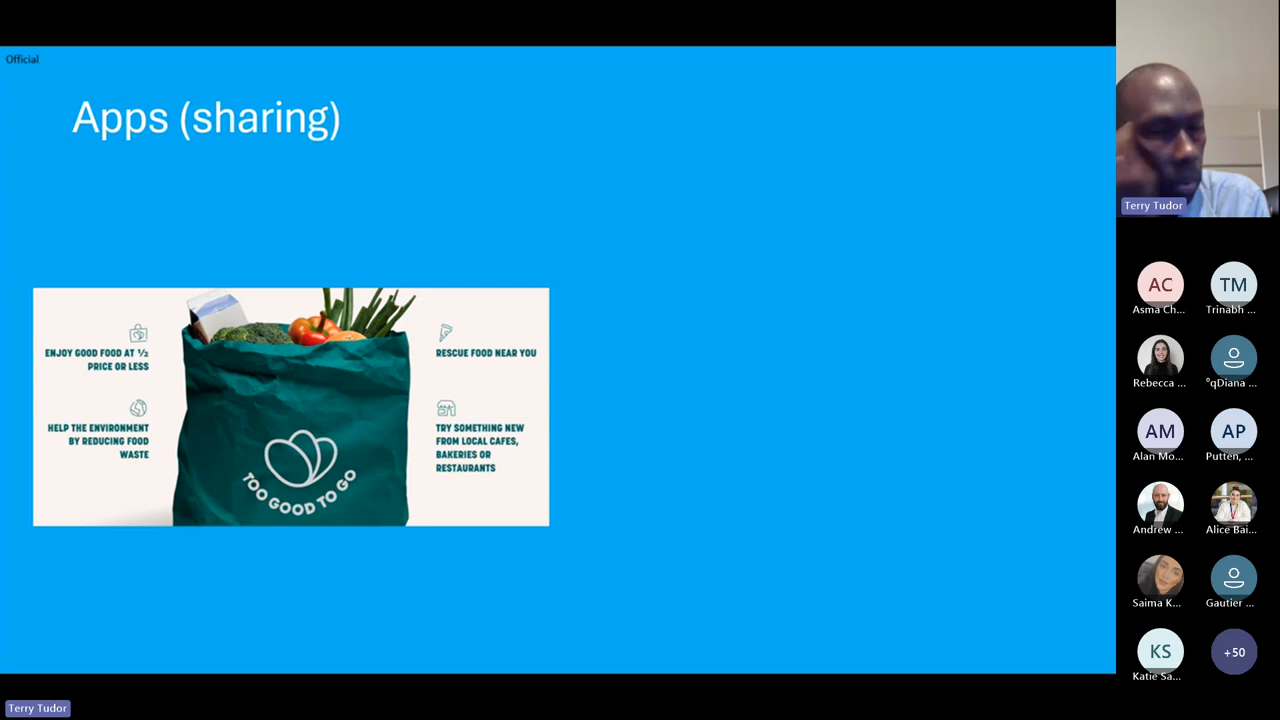 Official
Apps (sharing)
ENJOY GOOD FOOD AT ½
PRICE OR LESS
HELP THE ENVIRONMENT
BY REDUCING FOOD
WASTE
TOO GOOD TO GO
RESCUE FOOD NEAR YOU
TRY SOMETHING NEW
FROM LOCAL CAFES,
BAKERIES OR
RESTAURANTS
Terry Tudor
AC
TM
Asma Ch...
Trinabh ...
Rebecca ...
°qDiana ...
AM
AP
Alan Mo...
Putten, ...
Andrew ...
Alice Bai...
Saima K...
Gautier ...
KS
+50
Katie Sa...
Terry Tudor